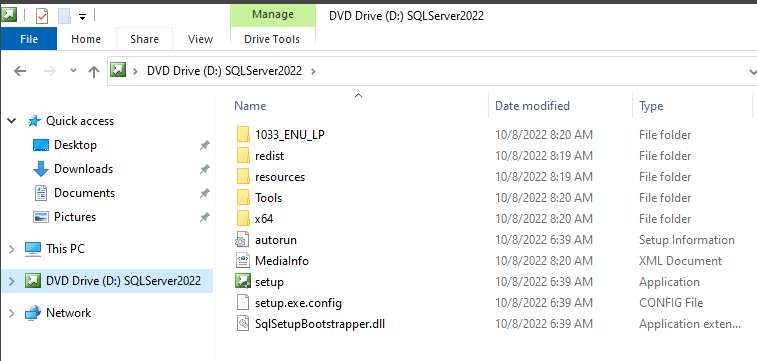 Manage
DVD Drive (D:) SQLServer2022
File
Home
Share
View
Drive Tools
DVD Drive (D:) SQLServer2022
Name
Date modified
Type
Quick access
Desktop
Downloads
Documents
Pictures
This PC
DVD Drive (D:) SQLServer2022
Network
1033_ENU_LP 10/8/2022 8:20 AM File folder
redist 10/8/2022 8:19 AM File folder
resources 10/8/2022 8:19 AM File folder
Tools 10/8/2022 8:20 AM File folder
x64 10/8/2022 8:20 AM File folder
autorun 10/8/2022 6:39 AM Setup Information
MediaInfo 10/8/2022 8:20 AM XML Document
setup 10/8/2022 6:39 AM Application
setup.exe.config 10/8/2022 6:39 AM CONFIG File
SqlSetupBootstrapper.dll 10/8/2022 6:39 AM Application exten...